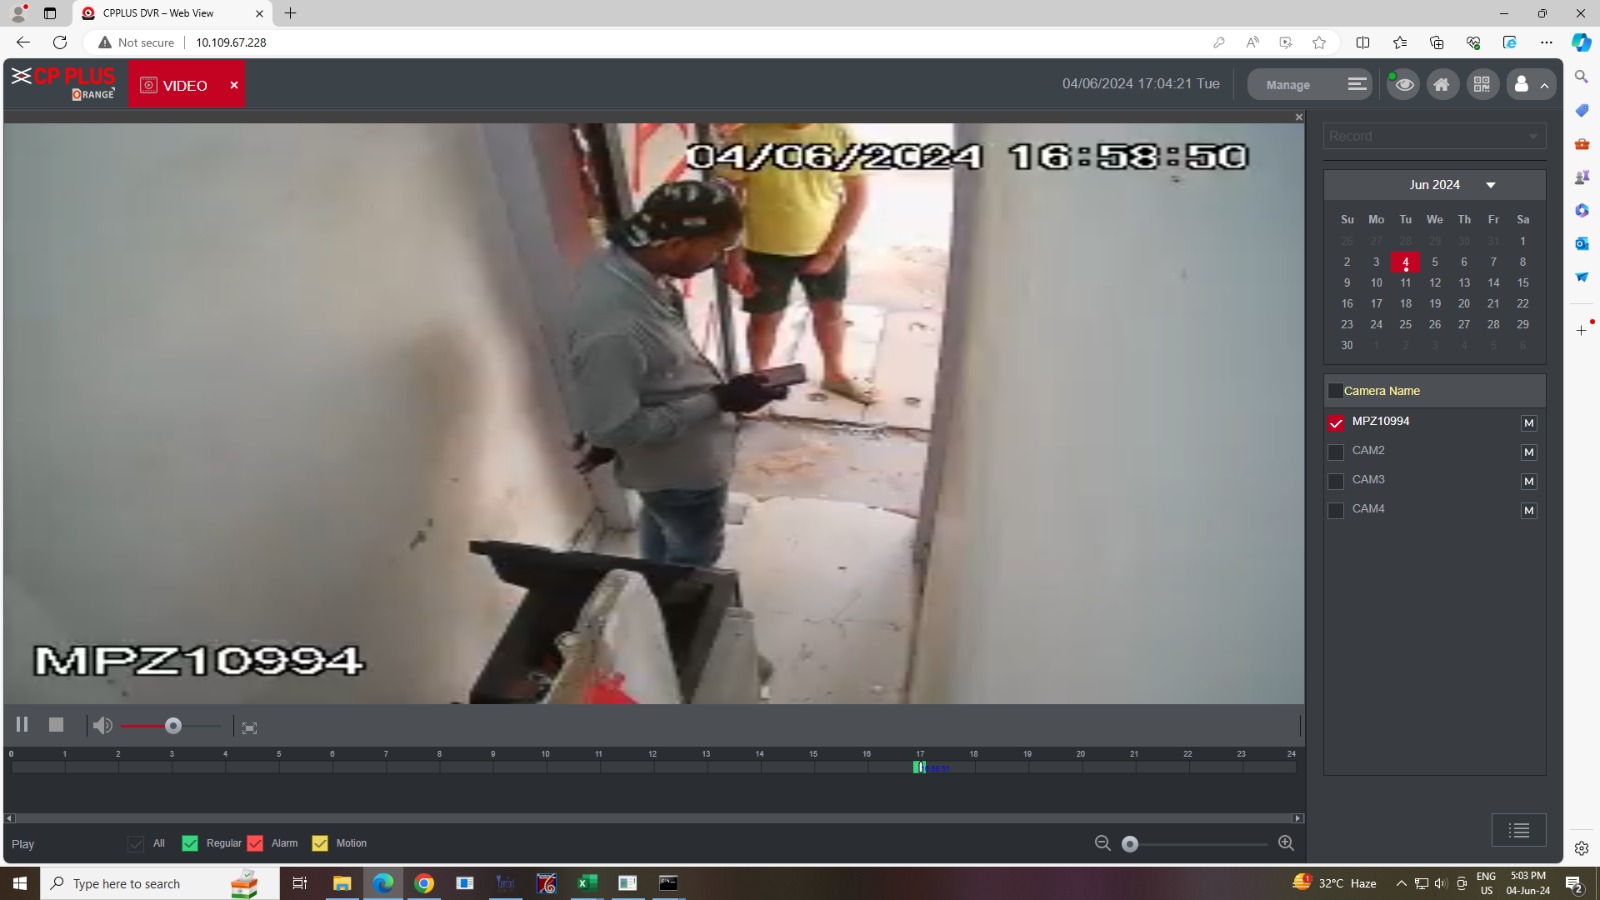 CPPLUS DVR – Web View
Not secure
10.109.67.228
CP PLUS
ORANGE
VIDEO
04/06/2024 17:04:21 Tue
Manage
04/06/2024 16:58:50
MPZ10994
Record
Jun 2024
Su Mo Tu We Th Fr Sa
26 27 28 29 30 31 1
2 3 4 5 6 7 8
9 10 11 12 13 14 15
16 17 18 19 20 21 22
23 24 25 26 27 28 29
30 1 2 3 4 5 6
Camera Name
MPZ10994 M
CAM2 M
CAM3 M
CAM4 M
0 1 2 3 4 5 6 7 8 9 10 11 12 13 14 15 16 17 18 19 20 21 22 23 24
Play
All
Regular
Alarm
Motion
Type here to search
32°C Haze
ENG
US
5:03 PM
04-Jun-24
2